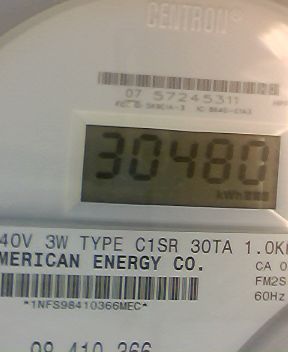 CENTRON®
07 57245311
30480
kWh
40V 3W TYPE C1SR 30TA 1.0K
MERICAN ENERGY CO.
CA 0
FM2S
60Hz
*1NFS98410366MEC*
98 410 366